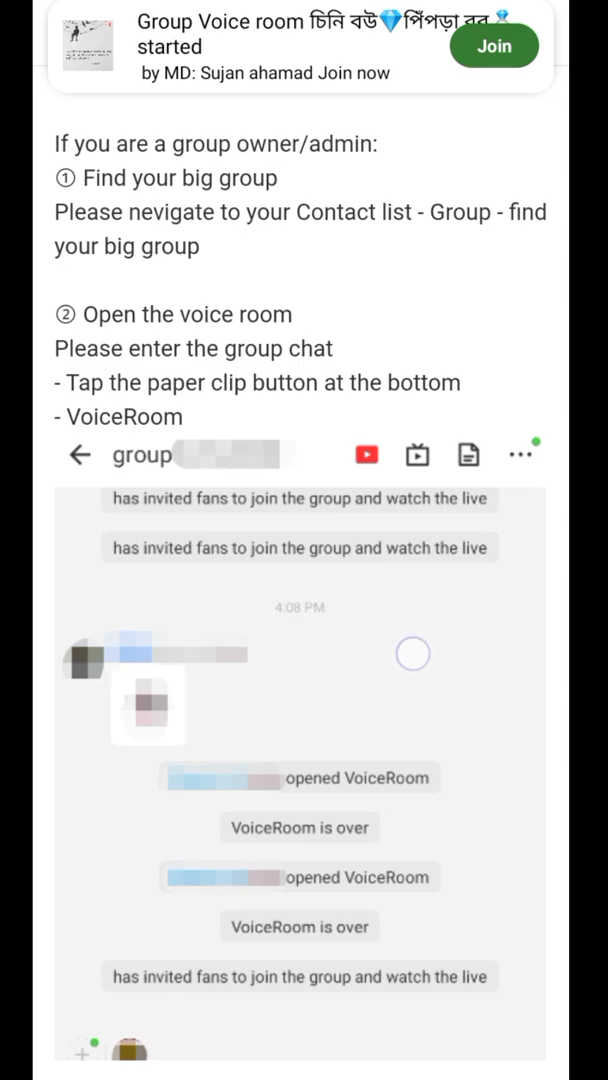 Group Voice room চিনি বউ💎পিঁপড়া বর
started
by MD: Sujan ahamad Join now
Join
If you are a group owner/admin:
① Find your big group
Please nevigate to your Contact list - Group - find
your big group
② Open the voice room
Please enter the group chat
- Tap the paper clip button at the bottom
- VoiceRoom
group
has invited fans to join the group and watch the live
has invited fans to join the group and watch the live
4:08 PM
opened VoiceRoom
VoiceRoom is over
opened VoiceRoom
VoiceRoom is over
has invited fans to join the group and watch the live